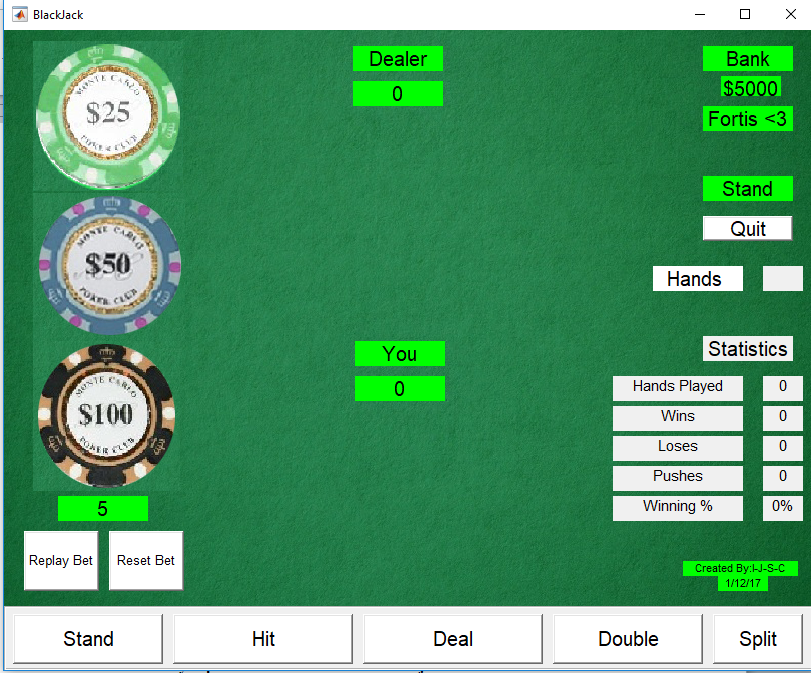 BlackJack
MONTE CARLO
$25
POKER CLUB
MONTE CARLO
$50
POKER CLUB
MONTE CARLO
$100
POKER CLUB
5
Replay Bet
Reset Bet
Dealer
0
You
0
Bank
$5000
Fortis <3
Stand
Quit
Hands
Statistics
Hands Played 0
Wins 0
Loses 0
Pushes 0
Winning % 0%
Created By:I-J-S-C
1/12/17
Stand
Hit
Deal
Double
Split